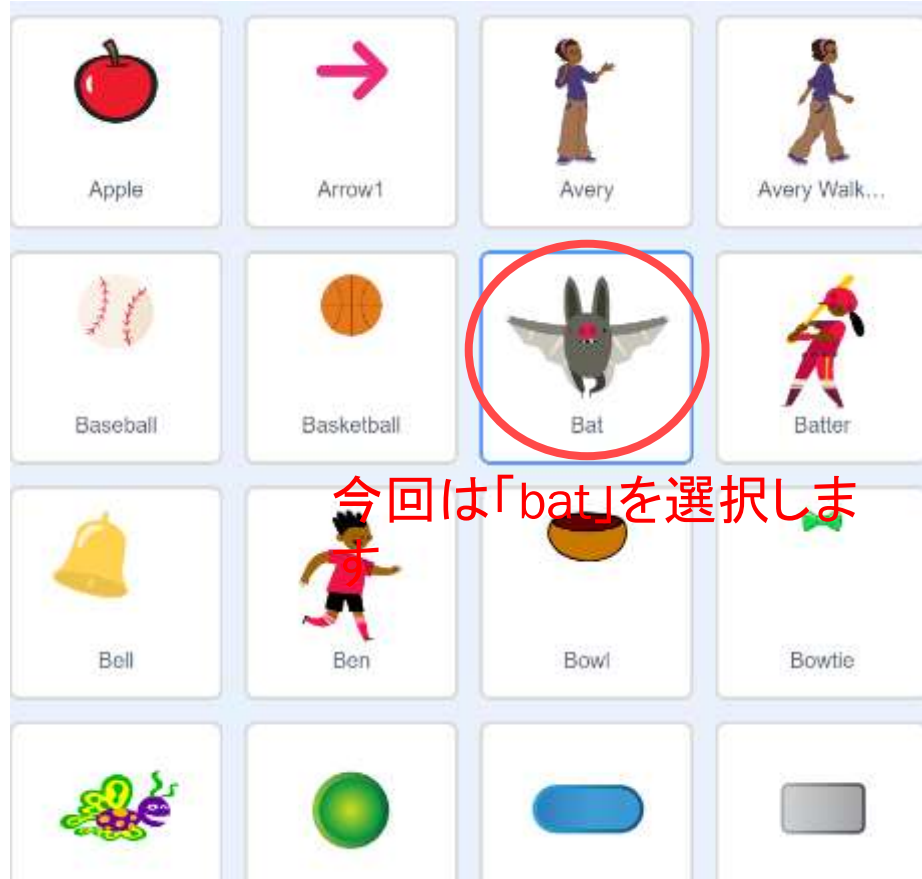 Apple
Arrow1
Avery
Avery Walk...
Baseball
Basketball
Bat
Batter
今回は「bat」を選択しま
す
Bell
Ben
Bowl
Bowtie